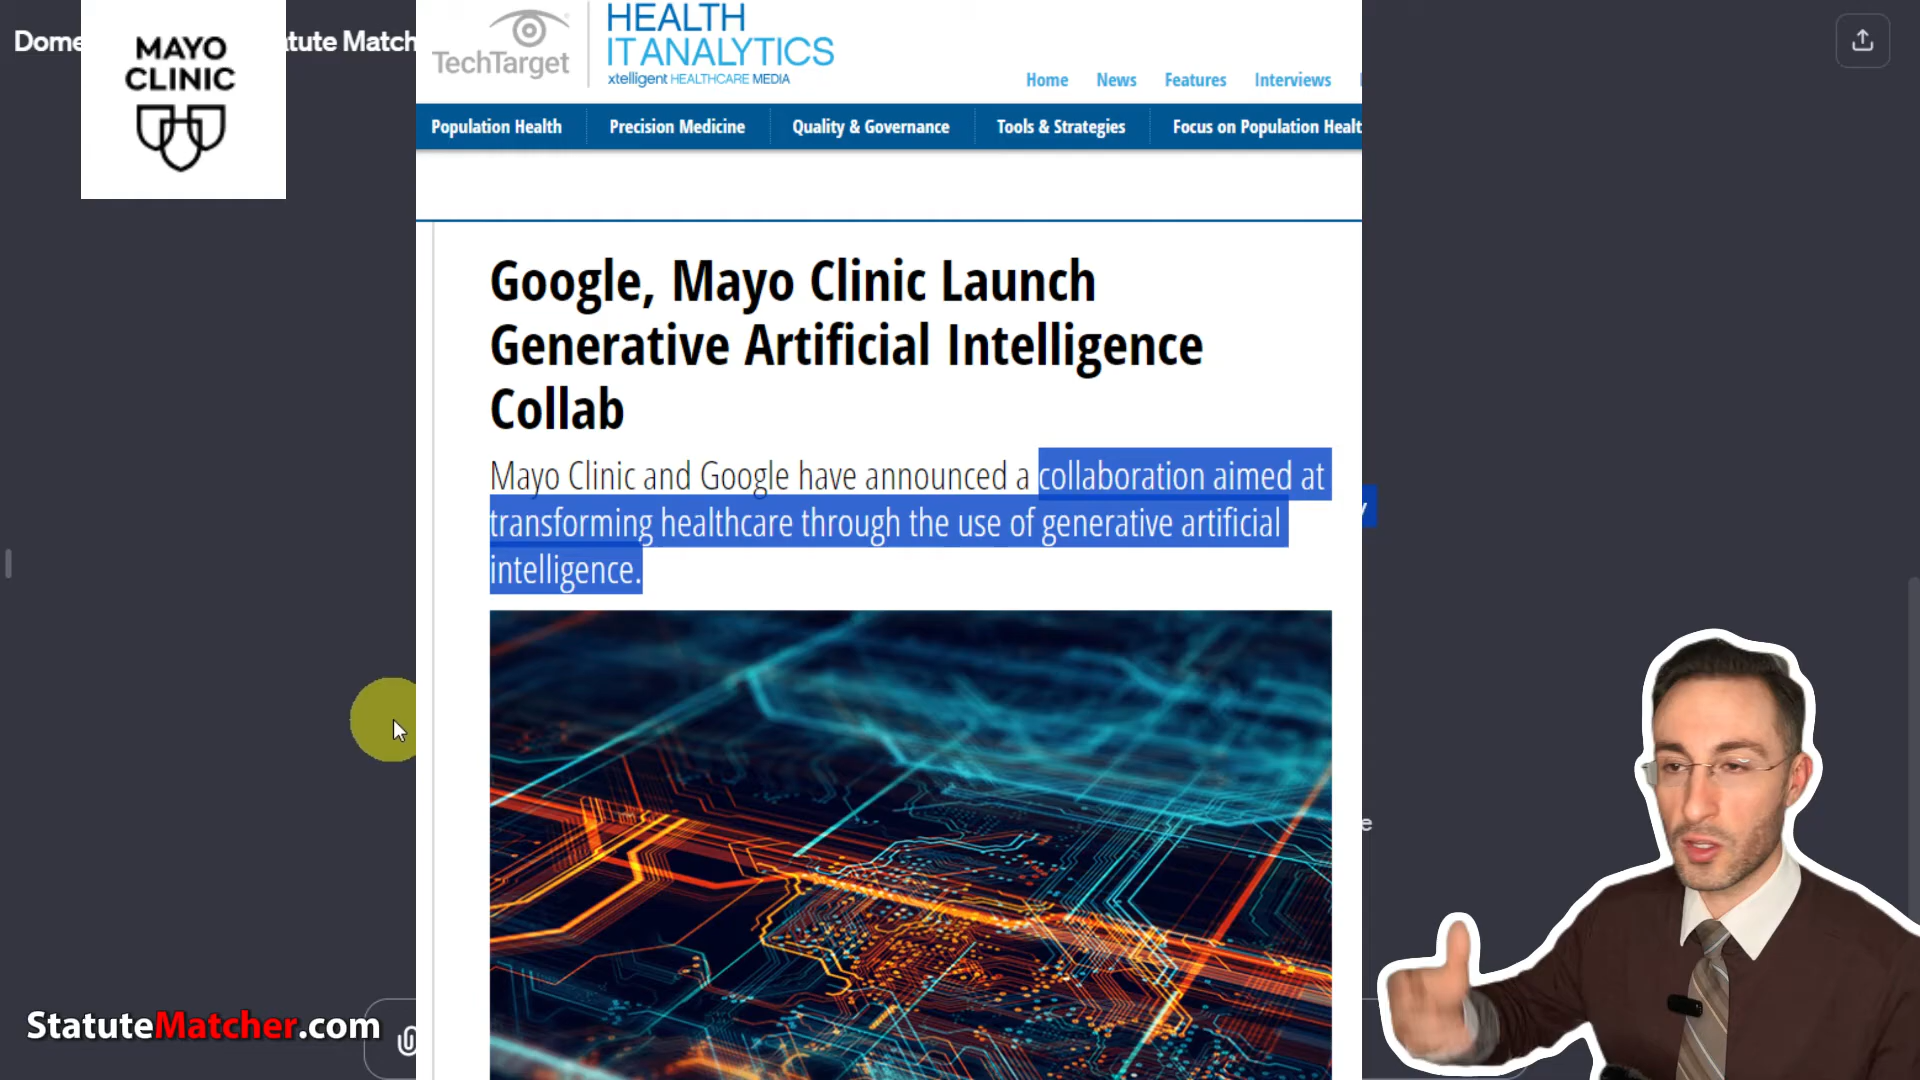 Dome
MAYO
CLINIC
tute Match
TechTarget
HEALTH
IT ANALYTICS
xtelligent HEALTHCARE MEDIA
Home News Features Interviews
Population Health Precision Medicine Quality & Governance Tools & Strategies Focus on Population Healt
Google, Mayo Clinic Launch
Generative Artificial Intelligence
Collab
Mayo Clinic and Google have announced a collaboration aimed at
transforming healthcare through the use of generative artificial
intelligence.
y
e
StatuteMatcher.com